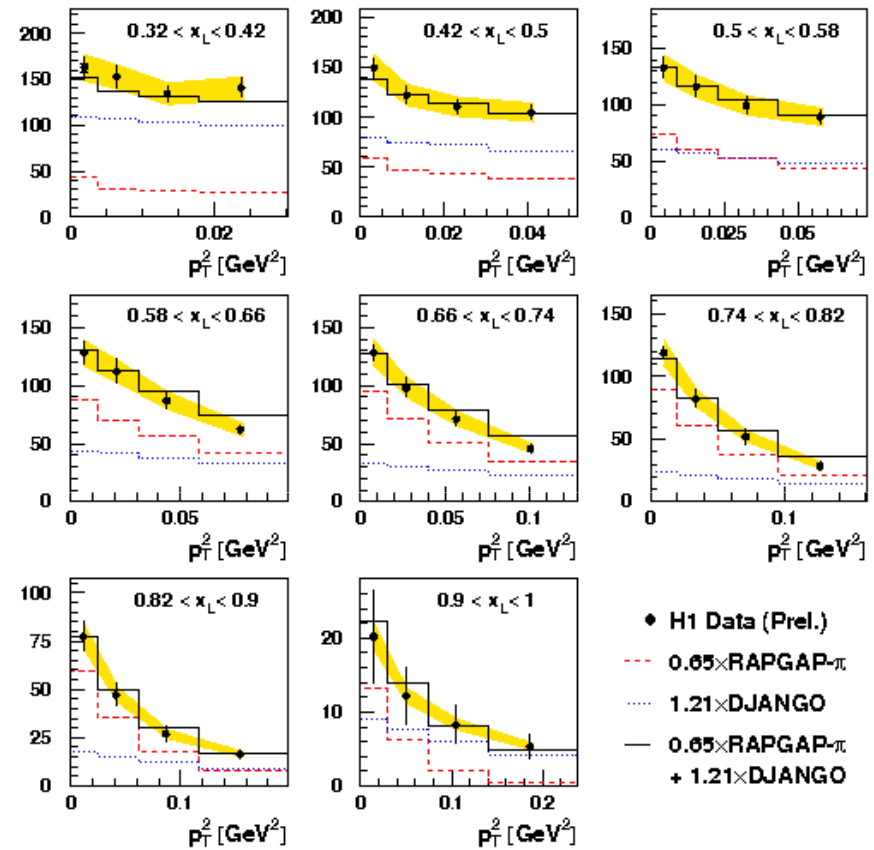 0.32 < x_L < 0.42
200
150
100
50
0
0 0.02
p_T^2 [GeV^2]
0.42 < x_L < 0.5
200
150
100
50
0
0 0.02 0.04
p_T^2 [GeV^2]
0.5 < x_L < 0.58
150
100
50
0
0 0.025 0.05
p_T^2 [GeV^2]
0.58 < x_L < 0.66
150
100
50
0
0 0.05
p_T^2 [GeV^2]
0.66 < x_L < 0.74
150
100
50
0
0 0.05 0.1
p_T^2 [GeV^2]
0.74 < x_L < 0.82
150
100
50
0
0 0.1
p_T^2 [GeV^2]
0.82 < x_L < 0.9
100
75
50
25
0
0 0.1
p_T^2 [GeV^2]
0.9 < x_L < 1
20
10
0
0 0.1 0.2
p_T^2 [GeV^2]
H1 Data (Prel.)
0.65×RAPGAP-π
1.21×DJANGO
0.65×RAPGAP-π
+ 1.21×DJANGO